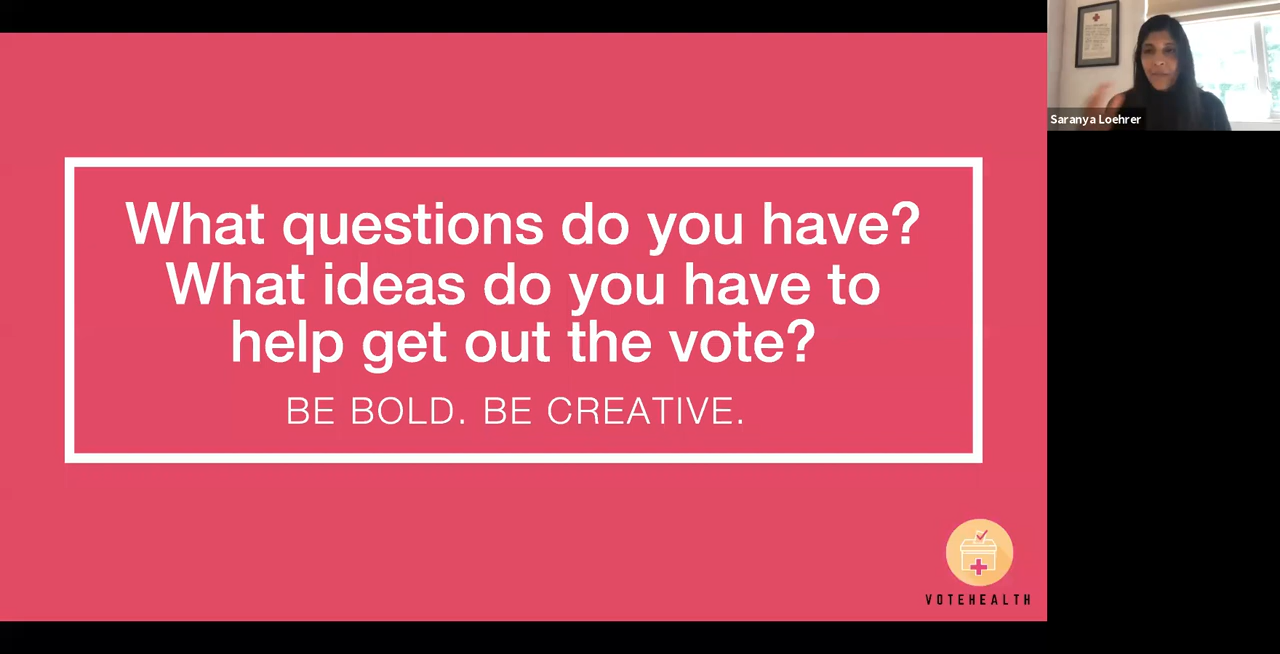 What questions do you have?
What ideas do you have to
help get out the vote?
BE BOLD. BE CREATIVE.
VOTEHEALTH
Saranya Loehrer